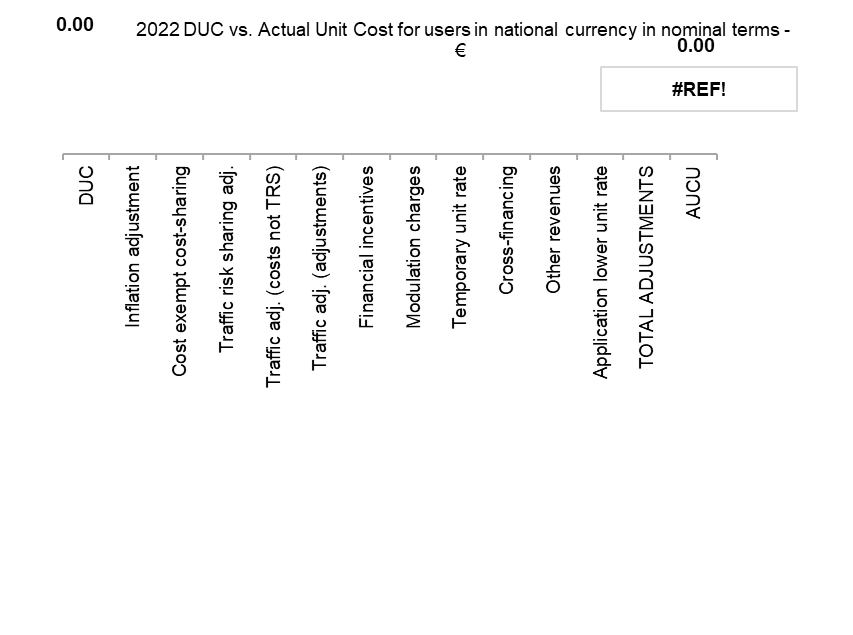 0.00
2022 DUC vs. Actual Unit Cost for users in national currency in nominal terms -
€
0.00
#REF!
DUC
Inflation adjustment
Cost exempt cost-sharing
Traffic risk sharing adj.
Traffic adj. (costs not TRS)
Traffic adj. (adjustments)
Financial incentives
Modulation charges
Temporary unit rate
Cross-financing
Other revenues
Application lower unit rate
TOTAL ADJUSTMENTS
AUCU